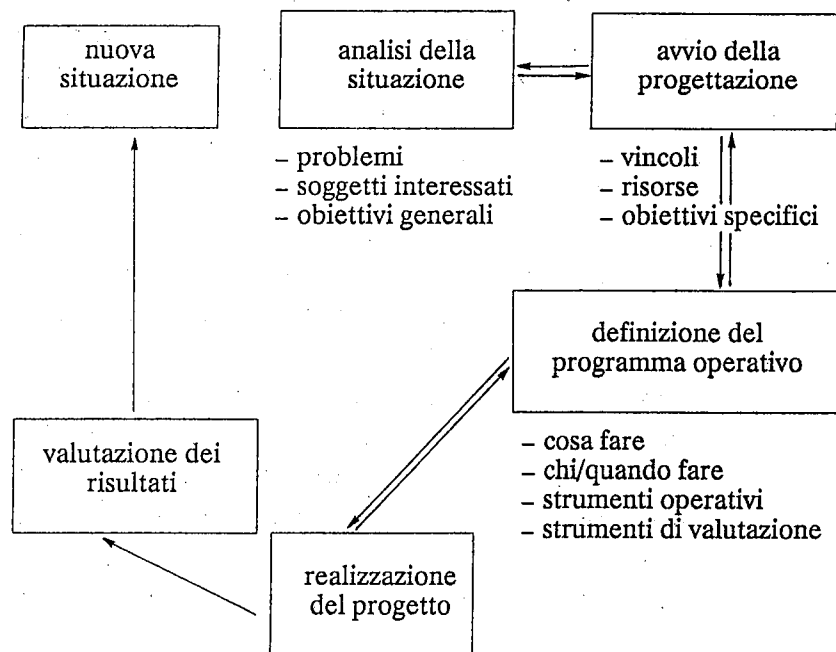 nuova
situazione
analisi della
situazione
avvio della
progettazione
– problemi
– soggetti interessati
– obiettivi generali
– vincoli
– risorse
– obiettivi specifici
definizione del
programma operativo
– cosa fare
– chi/quando fare
– strumenti operativi
– strumenti di valutazione
valutazione dei
risultati
realizzazione
del progetto